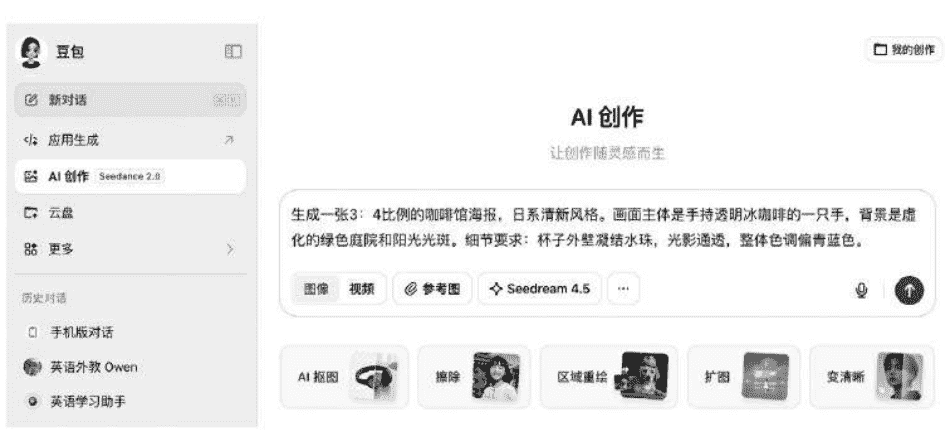 豆包
新对话
应用生成
AI 创作 Seedance 2.0
云盘
更多
历史对话
手机版对话
英语外教 Owen
英语学习助手
我的创作
AI 创作
让创作随灵感而生
生成一张3：4比例的咖啡馆海报，日系清新风格。画面主体是手持透明冰咖啡的一只手，背景是虚
化的绿色庭院和阳光光斑。细节要求：杯子外壁凝结水珠，光影通透，整体色调偏青蓝色。
图像 视频 参考图 Seedream 4.5 ···
AI 抠图 擦除 区域重绘 扩图 变清晰